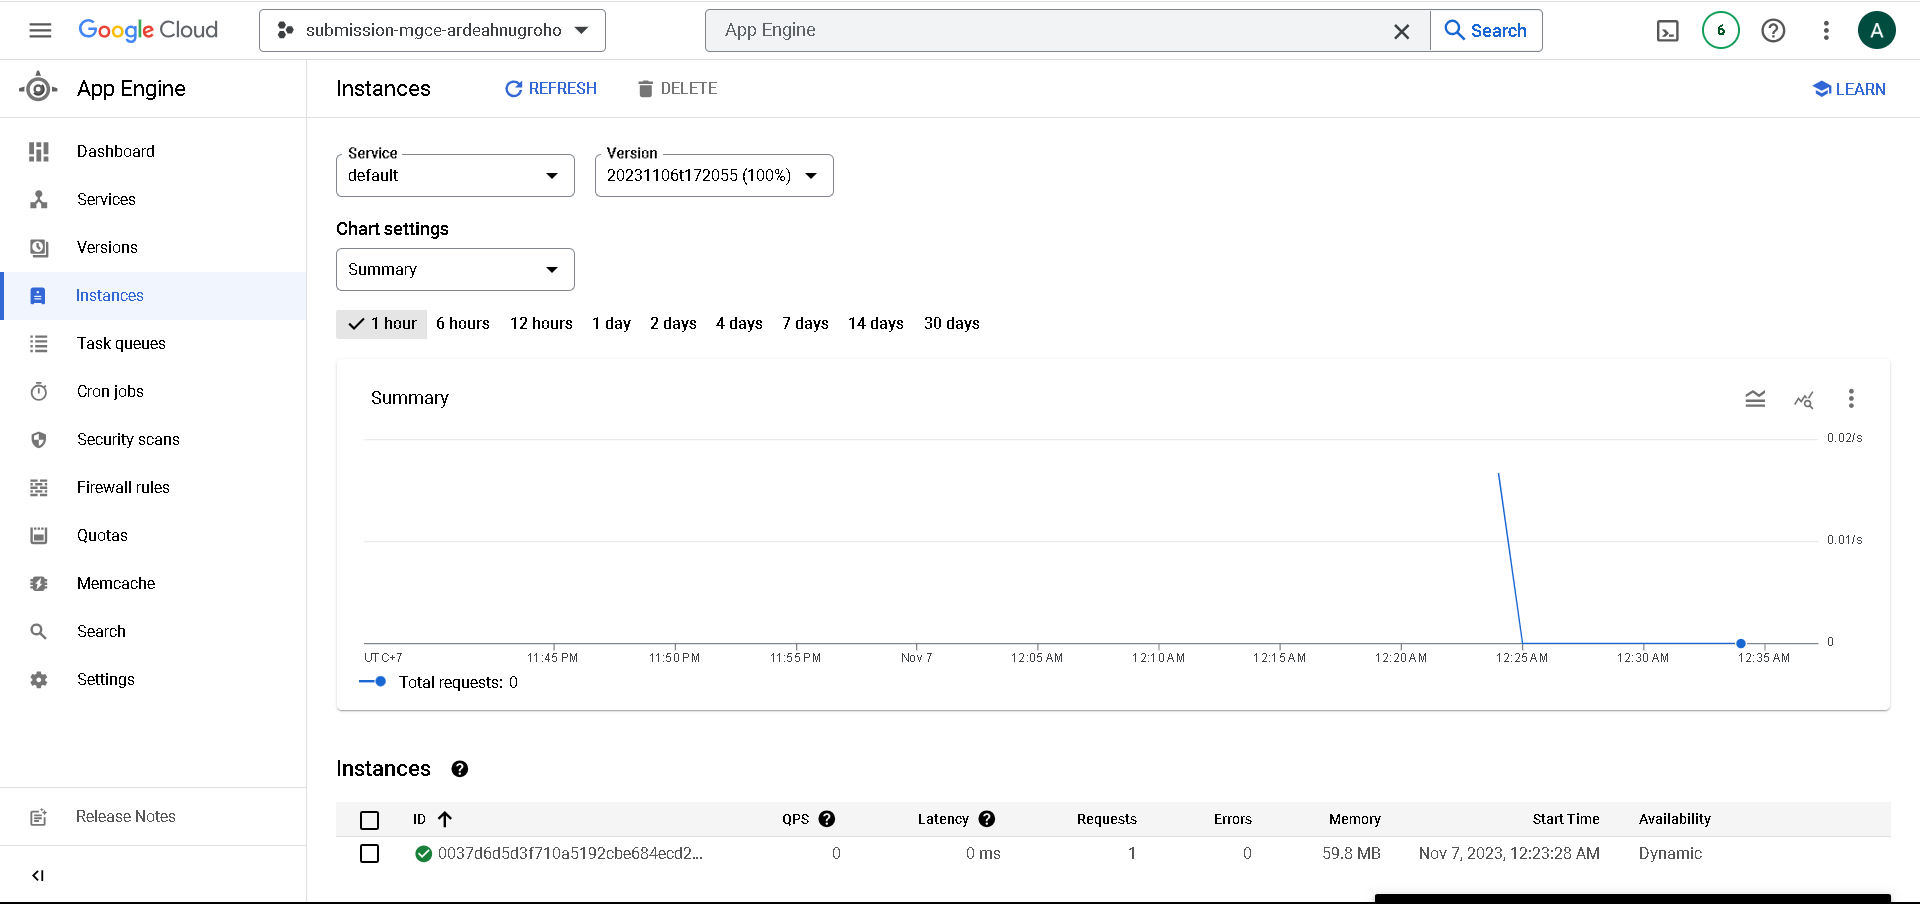 Google Cloud
submission-mgce-ardeahnugroho
App Engine
Search
6
A
App Engine
Instances
REFRESH
DELETE
LEARN
Dashboard
Services
Versions
Instances
Task queues
Cron jobs
Security scans
Firewall rules
Quotas
Memcache
Search
Settings
Release Notes
Service
default
Version
20231106t172055 (100%)
Chart settings
Summary
1 hour 6 hours 12 hours 1 day 2 days 4 days 7 days 14 days 30 days
Summary
0.02/s
0.01/s
0
UTC+7 11:45 PM 11:50 PM 11:55 PM Nov 7 12:05 AM 12:10 AM 12:15 AM 12:20 AM 12:25 AM 12:30 AM 12:35 AM
Total requests: 0
Instances
ID QPS Latency Requests Errors Memory Start Time Availability
0037d6d5d3f710a5192cbe684ecd2... 0 0 ms 1 0 59.8 MB Nov 7, 2023, 12:23:28 AM Dynamic